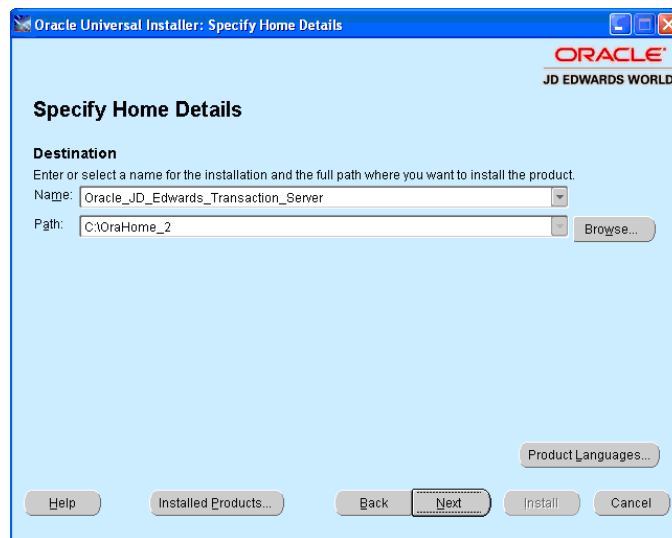 Oracle Universal Installer: Specify Home Details
ORACLE
JD EDWARDS WORLD
Specify Home Details
Destination
Enter or select a name for the installation and the full path where you want to install the product.
Name: Oracle_JD_Edwards_Transaction_Server
Path: C:\OraHome_2 Browse...
Product Languages...
Help Installed Products... Back Next Install Cancel